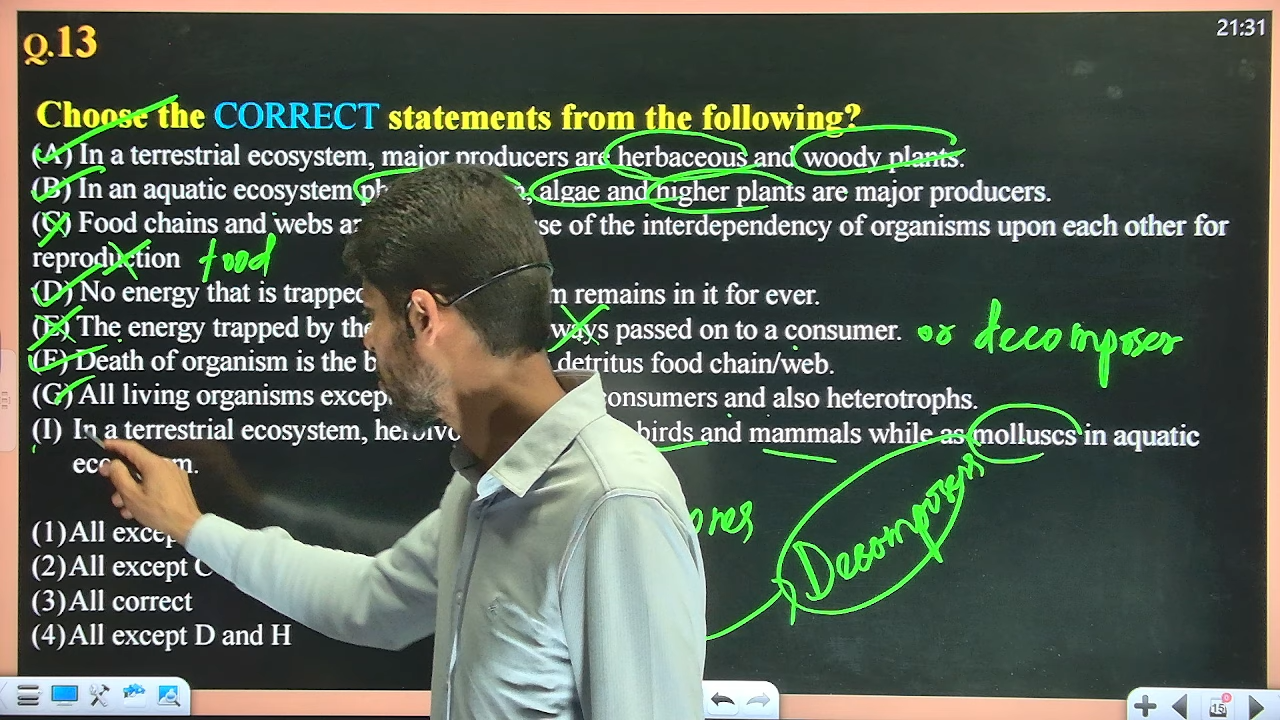 21:31
Q.13
Choose the CORRECT statements from the following?
(A) In a terrestrial ecosystem, major producers are herbaceous and woody plants.
(B) In an aquatic ecosystem algae and higher plants are major producers.
(C) Food chains and webs of the interdependency of organisms upon each other for
reproduction food
(D) No energy that is trapped remains in it for ever.
(E) The energy trapped by the passed on to a consumer. or decomposer
(F) Death of organism is the detritus food chain/web.
(G) All living organisms consumers and also heterotrophs.
(I) In a terrestrial ecosystem, birds and mammals while as molluscs in aquatic
Decomposers
(1) All
(2) All except C
(3) All correct
(4) All except D and H
15